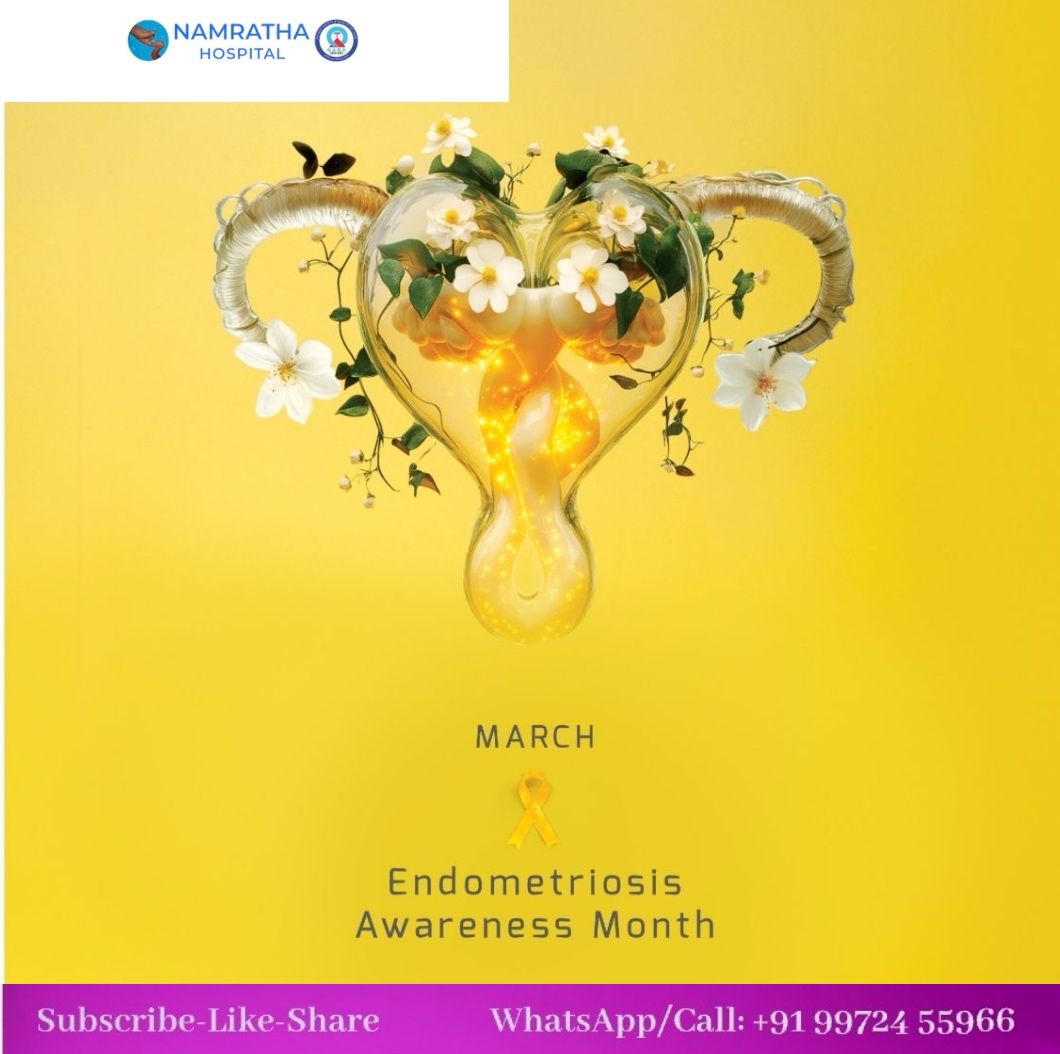 NAMRATHA
HOSPITAL
MARCH
Endometriosis
Awareness Month
Subscribe-Like-Share
WhatsApp/Call: +91 99724 55966